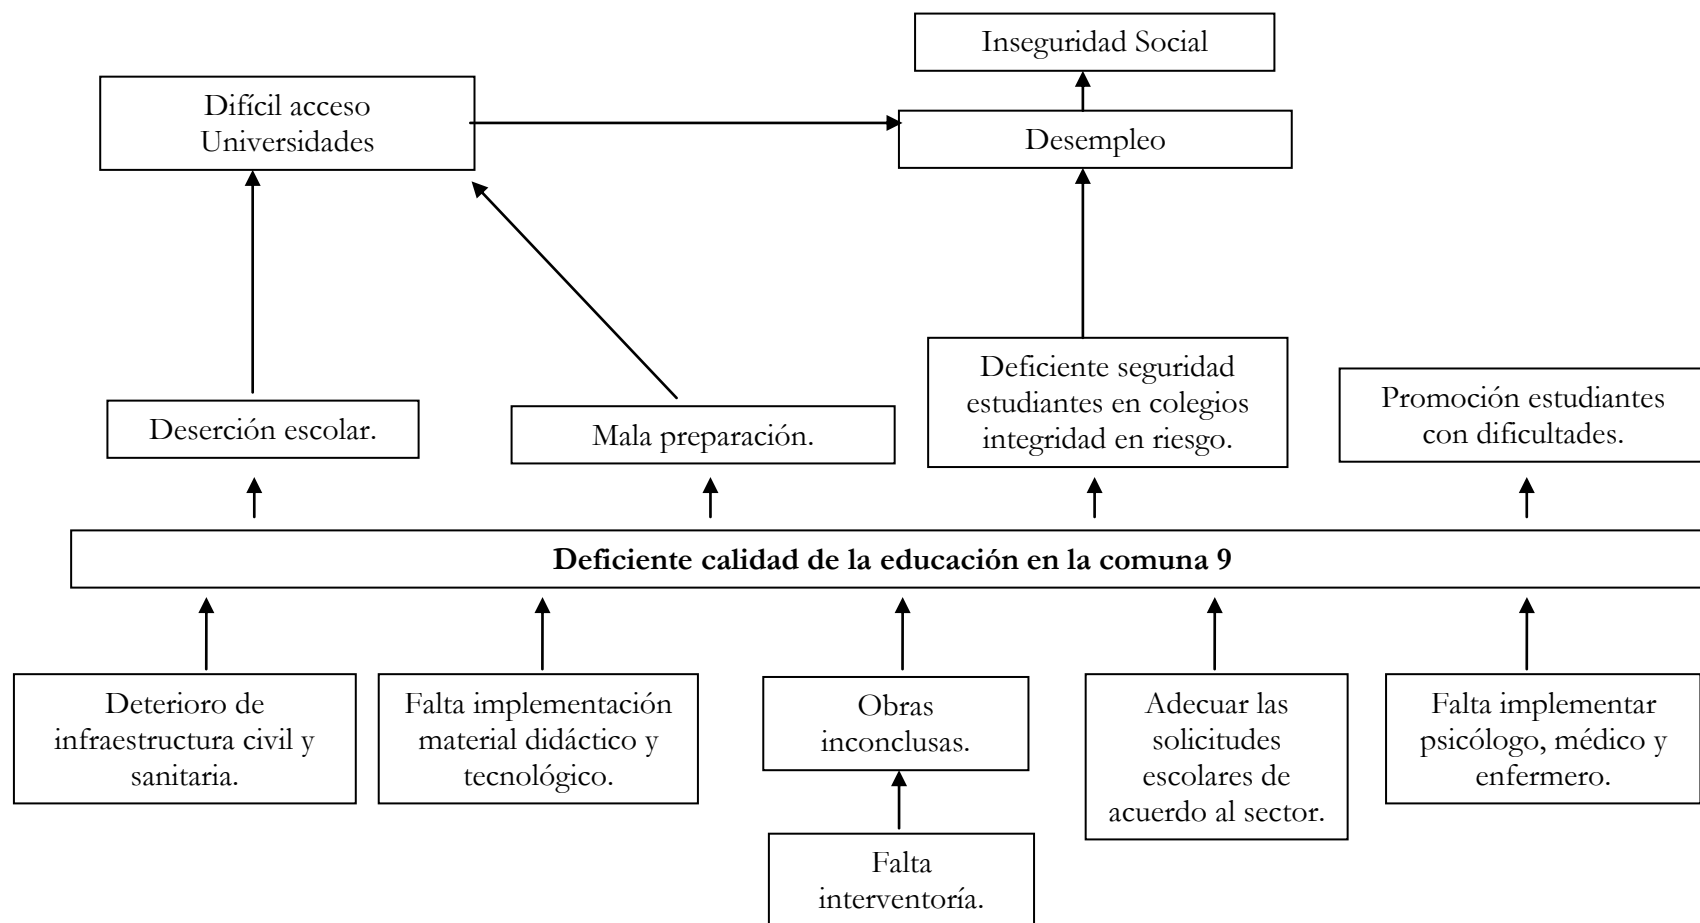 Inseguridad Social
Difícil acceso
Universidades
Desempleo
Deserción escolar.
Mala preparación.
Deficiente seguridad
estudiantes en colegios
integridad en riesgo.
Promoción estudiantes
con dificultades.
Deficiente calidad de la educación en la comuna 9
Deterioro de
infraestructura civil y
sanitaria.
Falta implementación
material didáctico y
tecnológico.
Obras
inconclusas.
Adecuar las
solicitudes
escolares de
acuerdo al sector.
Falta implementar
psicólogo, médico y
enfermero.
Falta
interventoría.